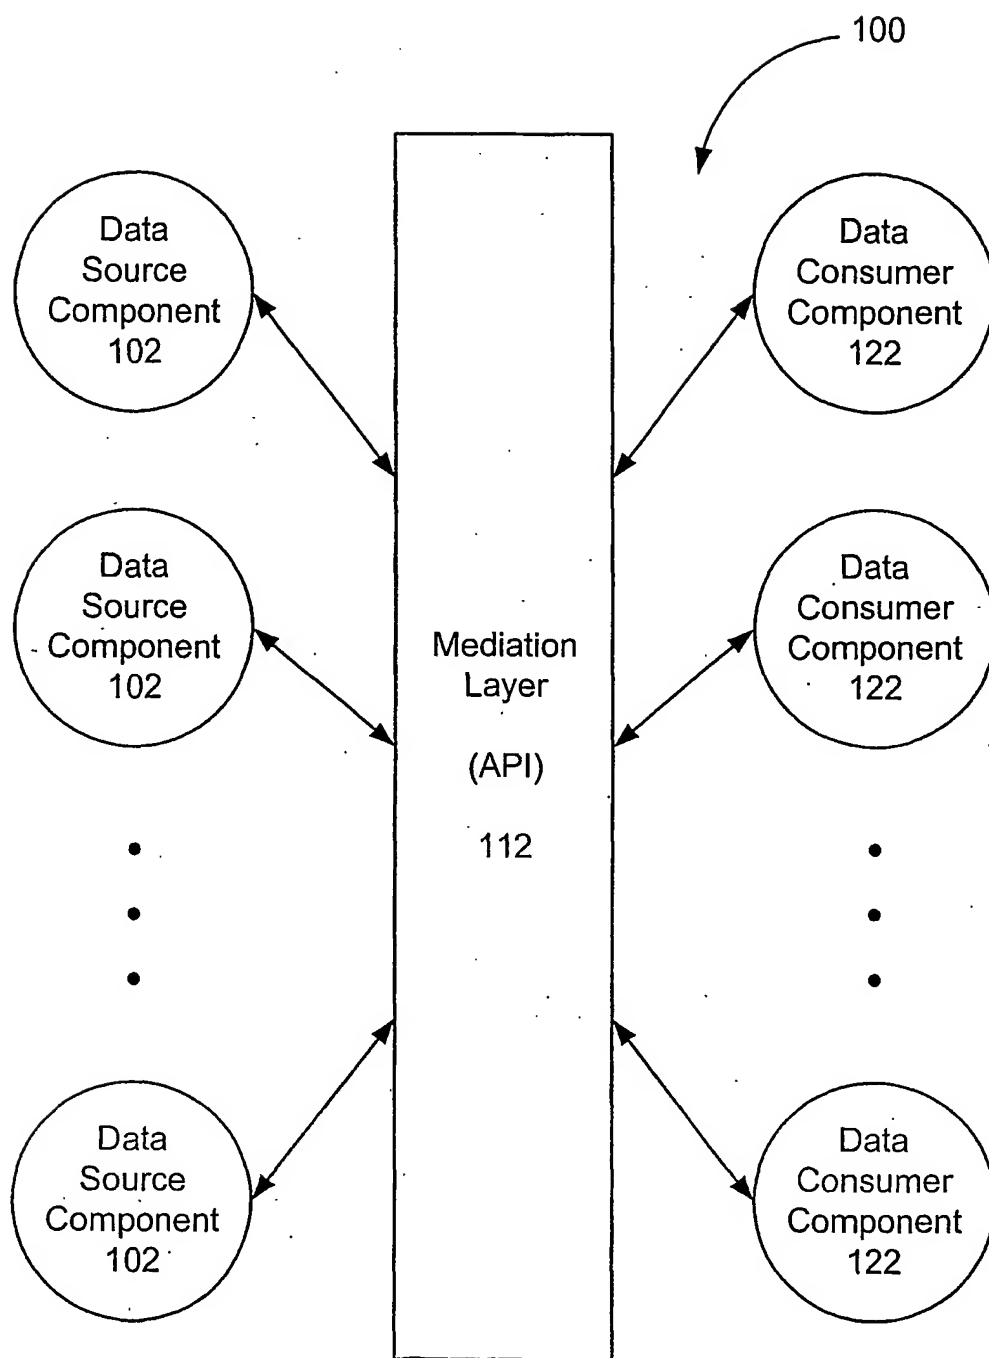 100
Data
Source
Component
102
Data
Consumer
Component
122
Data
Source
Component
102
Mediation
Layer
(API)
112
Data
Consumer
Component
122
Data
Source
Component
102
Data
Consumer
Component
122